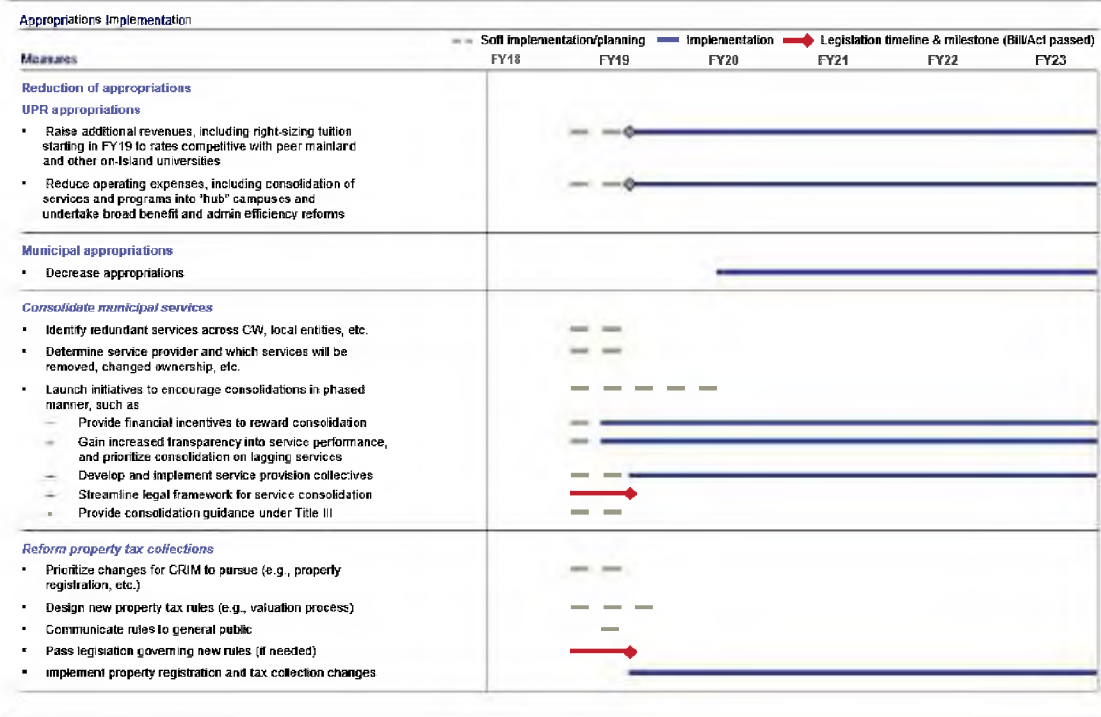 Appropriations Implementation
Soft implementation/planning Implementation Legislation timeline & milestone (Bill/Act passed)
Measures FY18 FY19 FY20 FY21 FY22 FY23
Reduction of appropriations
UPR appropriations
▪ Raise additional revenues, including right-sizing tuition
starting in FY19 to rates competitive with peer mainland
and other on-Island universities
▪ Reduce operating expenses, including consolidation of
services and programs into "hub" campuses and
undertake broad benefit and admin efficiency reforms
Municipal appropriations
▪ Decrease appropriations
Consolidate municipal services
▪ Identify redundant services across CW, local entities, etc.
▪ Determine service provider and which services will be
removed, changed ownership, etc.
▪ Launch initiatives to encourage consolidations in phased
manner, such as
– Provide financial incentives to reward consolidation
– Gain increased transparency into service performance,
and prioritize consolidation on lagging services
– Develop and implement service provision collectives
– Streamline legal framework for service consolidation
▪ Provide consolidation guidance under Title III
Reform property tax collections
▪ Prioritize changes for CRIM to pursue (e.g., property
registration, etc.)
▪ Design new property tax rules (e.g., valuation process)
▪ Communicate rules to general public
▪ Pass legislation governing new rules (if needed)
▪ Implement property registration and tax collection changes